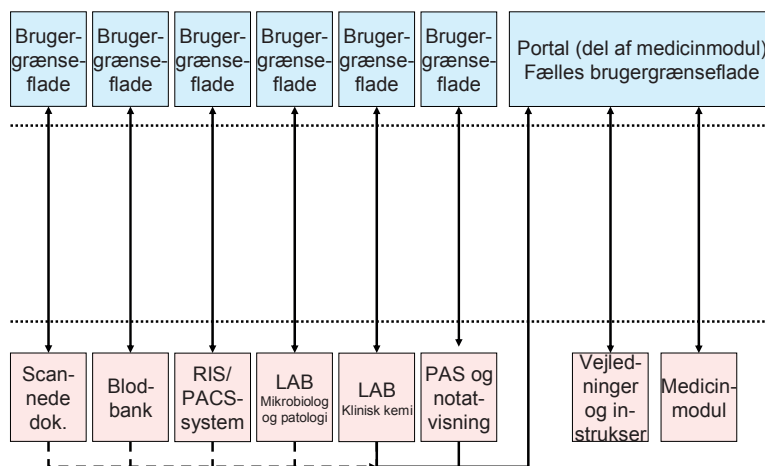 Bruger-
grænse-
flade
Bruger-
grænse-
flade
Bruger-
grænse-
flade
Bruger-
grænse-
flade
Bruger-
grænse-
flade
Bruger-
grænse-
flade
Portal (del af medicinmodul)
Fælles brugergrænseflade
Scan-
nede
dok.
Blod-
bank
RIS/
PACS-
system
LAB
Mikrobiolog
og patologi
LAB
Klinisk kemi
PAS og
notat-
visning
Vejled-
ninger
og in-
strukser
Medicin-
modul